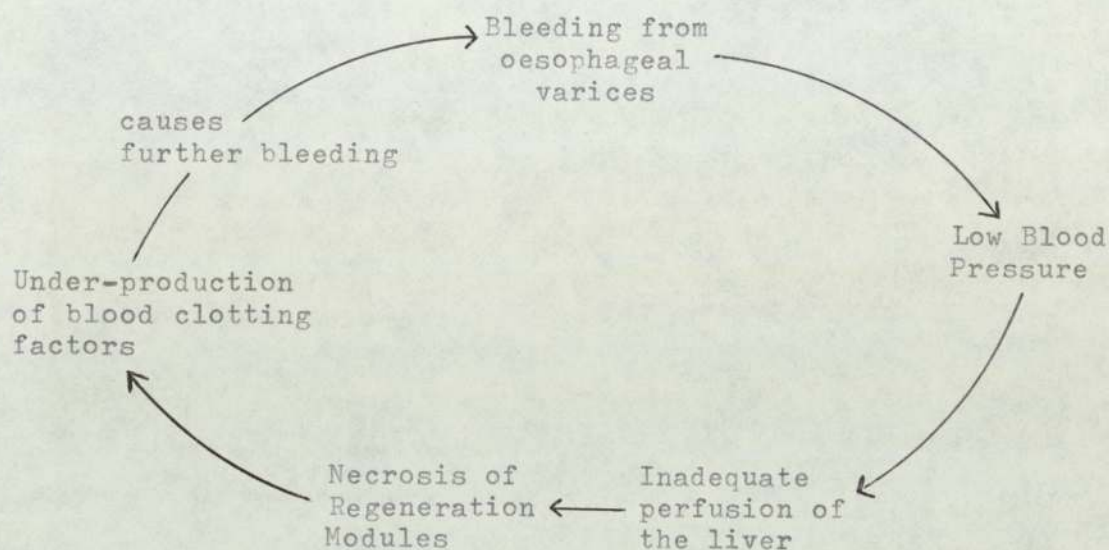 Bleeding from
oesophageal
varices
Low Blood
Pressure
Inadequate
perfusion of
the liver
Necrosis of
Regeneration
Modules
Under-production
of blood clotting
factors
causes
further bleeding